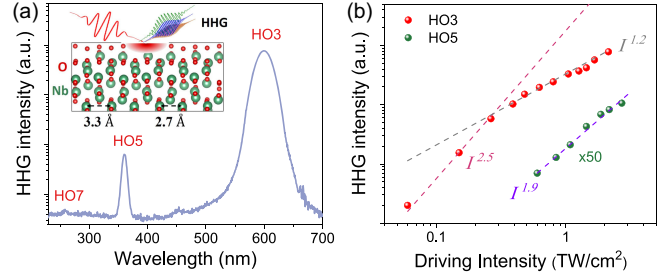 (a)
HHG
HO3
O
Nb
3.3 Å
2.7 Å
HO5
HO7
HHG intensity (a.u.)
300
400
500
600
700
Wavelength (nm)
(b)
HO3
HO5
I^1.2
I^2.5
x50
I^1.9
HHG intensity (a.u.)
0.1
1
Driving Intensity (TW/cm²)